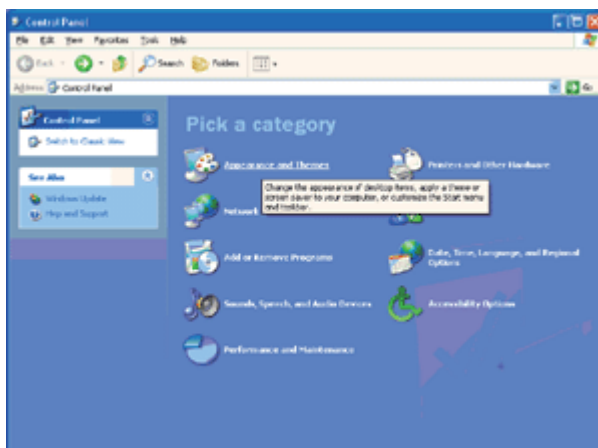 Control Panel
File Edit View Favorites Tools Help
Back Search Folders
Address Control Panel Go
Control Panel
Switch to Classic View
See Also
Windows Update
Help and Support
Pick a category
Appearance and Themes
Printers and Other Hardware
Change the appearance of desktop items, apply a theme or
screen saver to your computer, or customize the Start menu
and taskbar.
Network
Add or Remove Programs
Date, Time, Language, and Regional
Options
Sounds, Speech, and Audio Devices
Accessibility Options
Performance and Maintenance